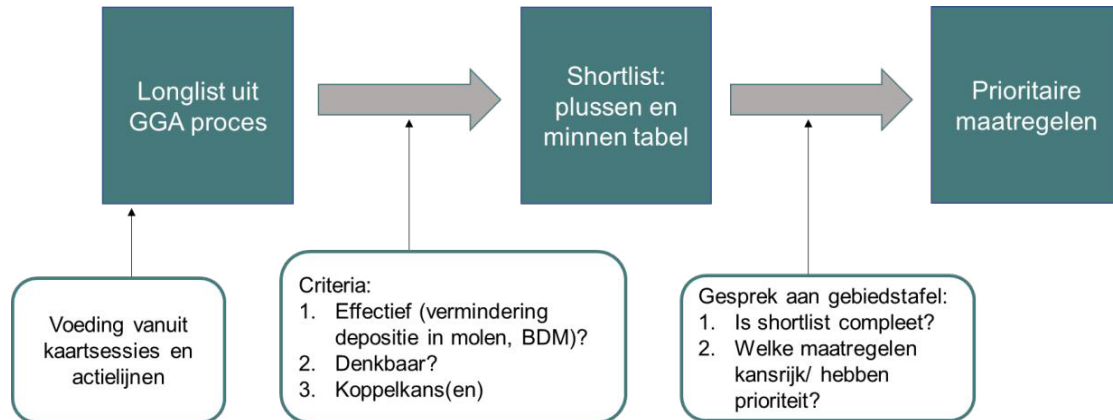 Longlist uit
GGA proces
Shortlist:
plussen en
minnen tabel
Prioritaire
maatregelen
Voeding vanuit
kaartsessies en
actielijnen
Criteria:
1. Effectief (vermindering
depositie in molen, BDM)?
2. Denkbaar?
3. Koppelkans(en)
Gesprek aan gebiedstafel:
1. Is shortlist compleet?
2. Welke maatregelen
kansrijk/ hebben
prioriteit?